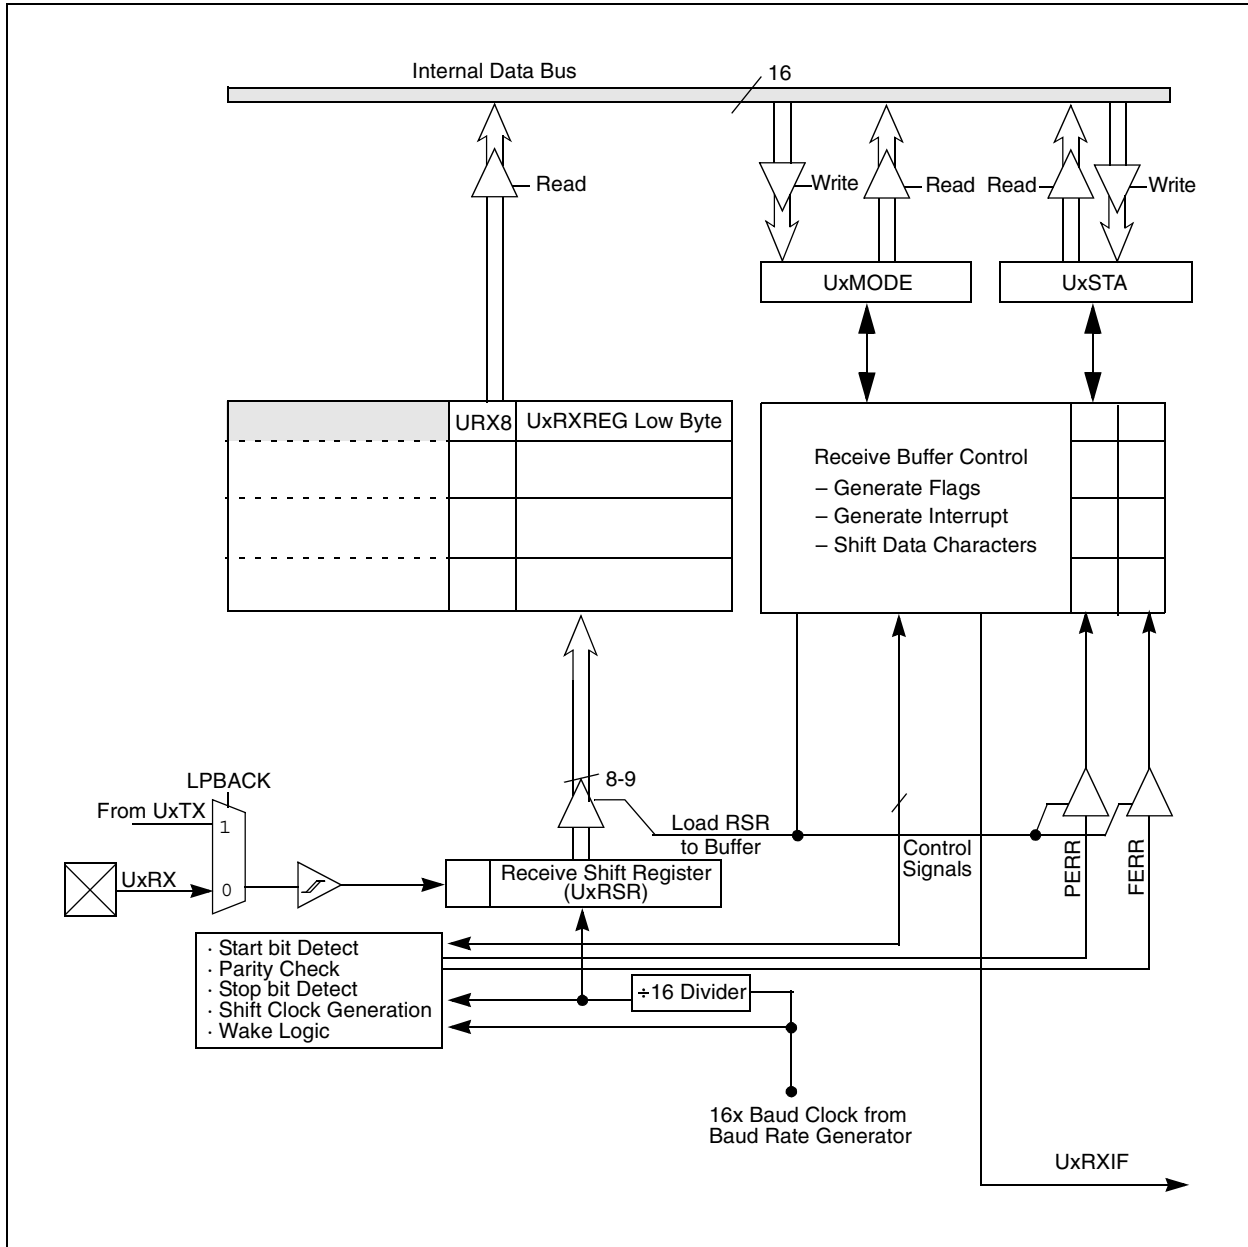 Internal Data Bus
16
Read
Write
Read
Read
Write
UxMODE
UxSTA
URX8
UxRXREG Low Byte
Receive Buffer Control
– Generate Flags
– Generate Interrupt
– Shift Data Characters
LPBACK
From UxTX
1
UxRX
0
8-9
Load RSR
to Buffer
Control
Signals
PERR
FERR
Receive Shift Register
(UxRSR)
· Start bit Detect
· Parity Check
· Stop bit Detect
· Shift Clock Generation
· Wake Logic
÷16 Divider
16x Baud Clock from
Baud Rate Generator
UxRXIF